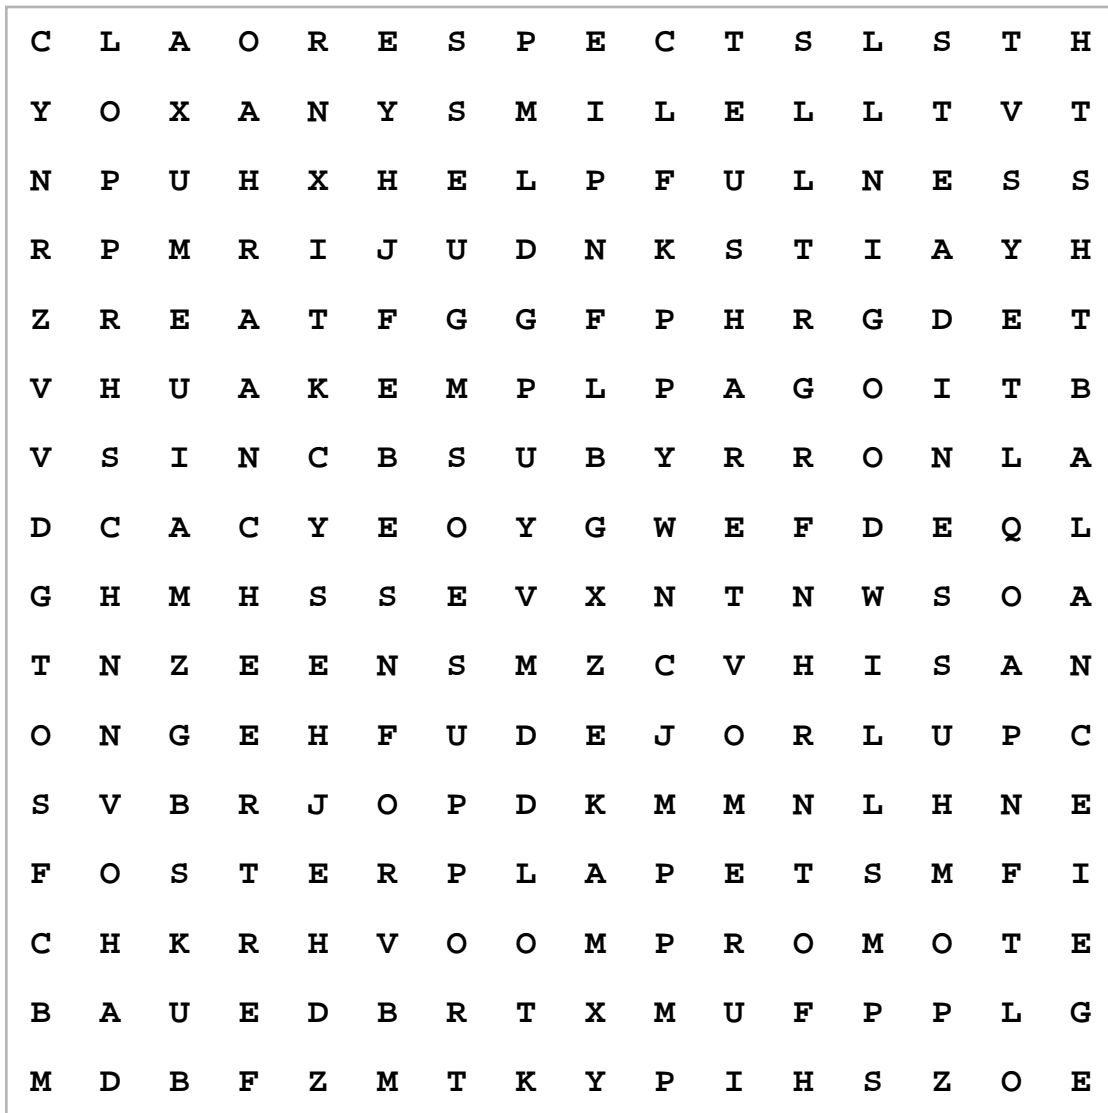 C L A O R E S P E C T S L S T H
Y O X A N Y S M I L E L L T V T
N P U H X H E L P F U L N E S S
R P M R I J U D N K S T I A Y H
Z R E A T F G G F P H R G D E T
V H U A K E M P L P A G O I T B
V S I N C B S U B Y R R O N L A
D C A C Y E O Y G W E F D E Q L
G H M H S S E V X N T N W S O A
T N Z E E N S M Z C V H I S A N
O N G E H F U D E J O R L U P C
S V B R J O P D K M M N L H N E
F O S T E R P L A P E T S M F I
C H K R H V O O M P R O M O T E
B A U E D B R T X M U F P P L G
M D B F Z M T K Y P I H S Z O E